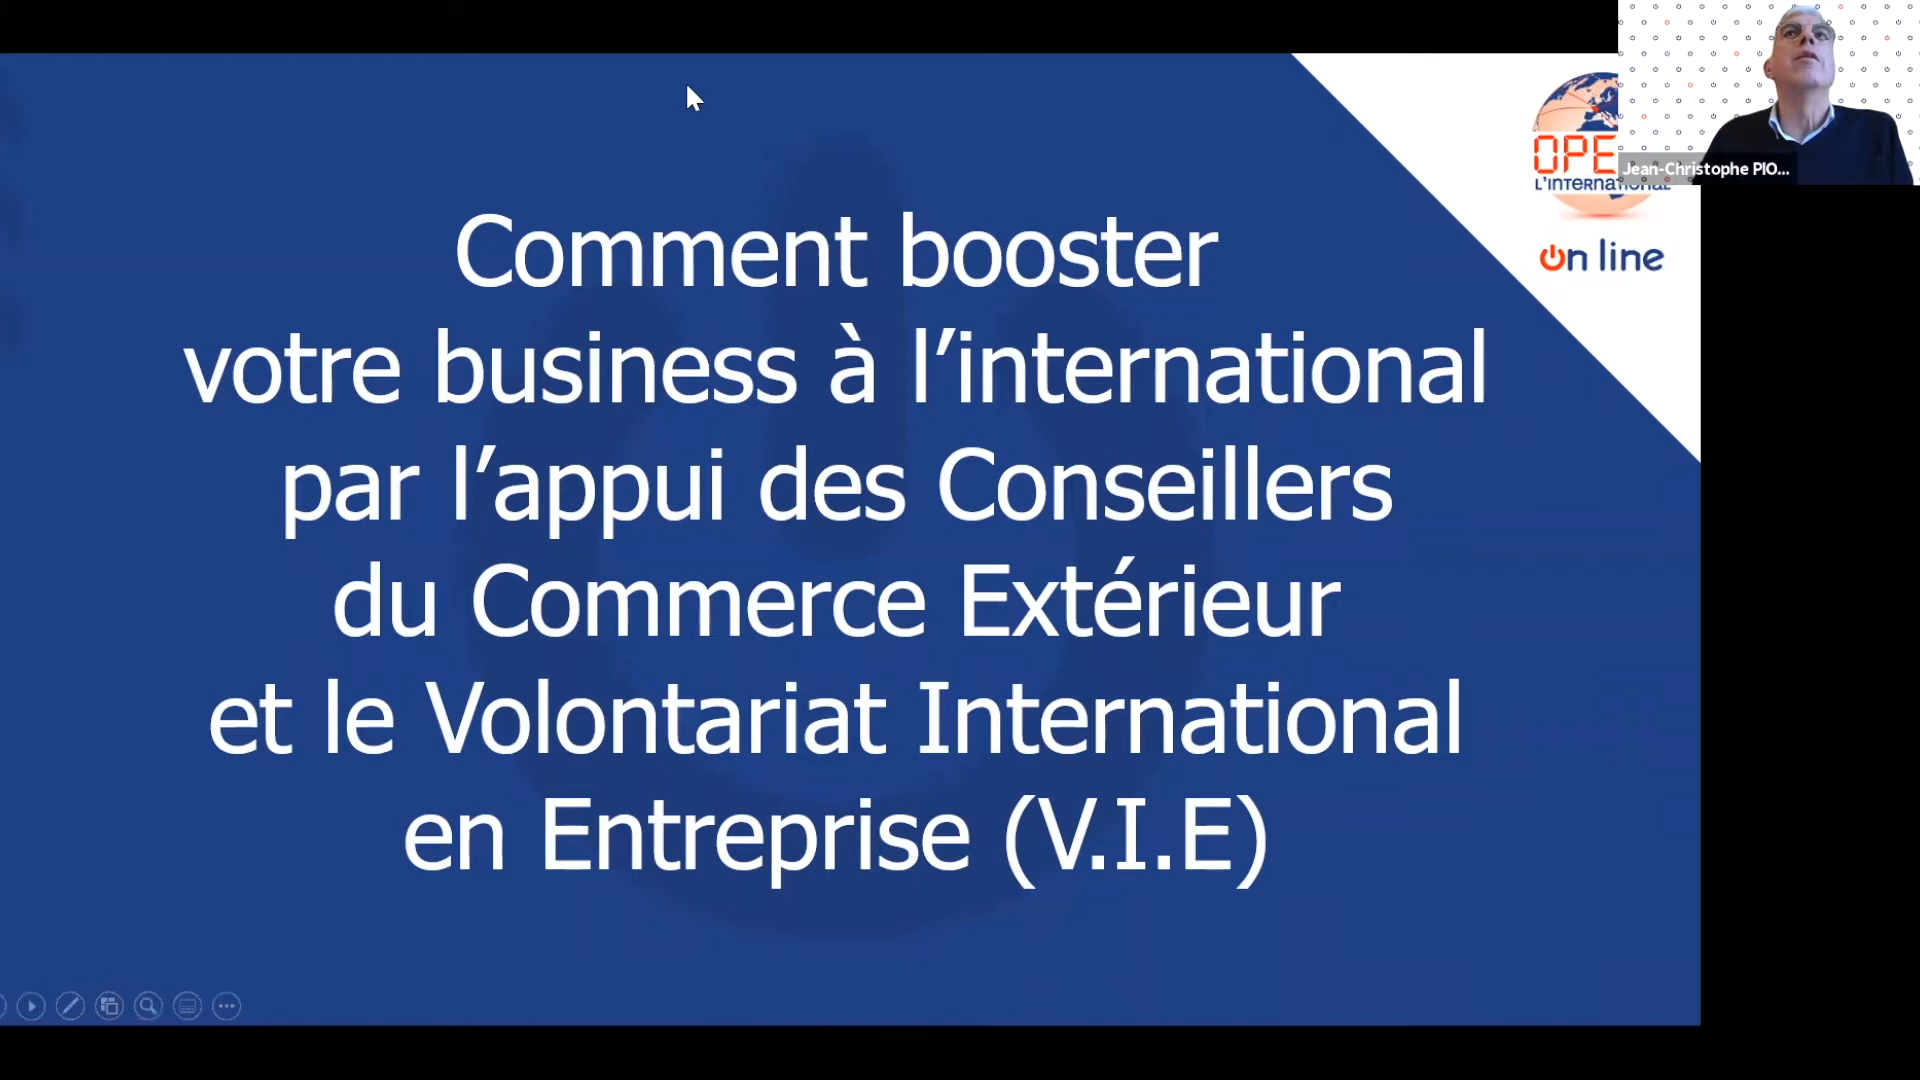 Comment booster
votre business à l’international
par l’appui des Conseillers
du Commerce Extérieur
et le Volontariat International
en Entreprise (V.I.E)
OPE
L'INTERNATIONAL
on line
Jean-Christophe PIO...